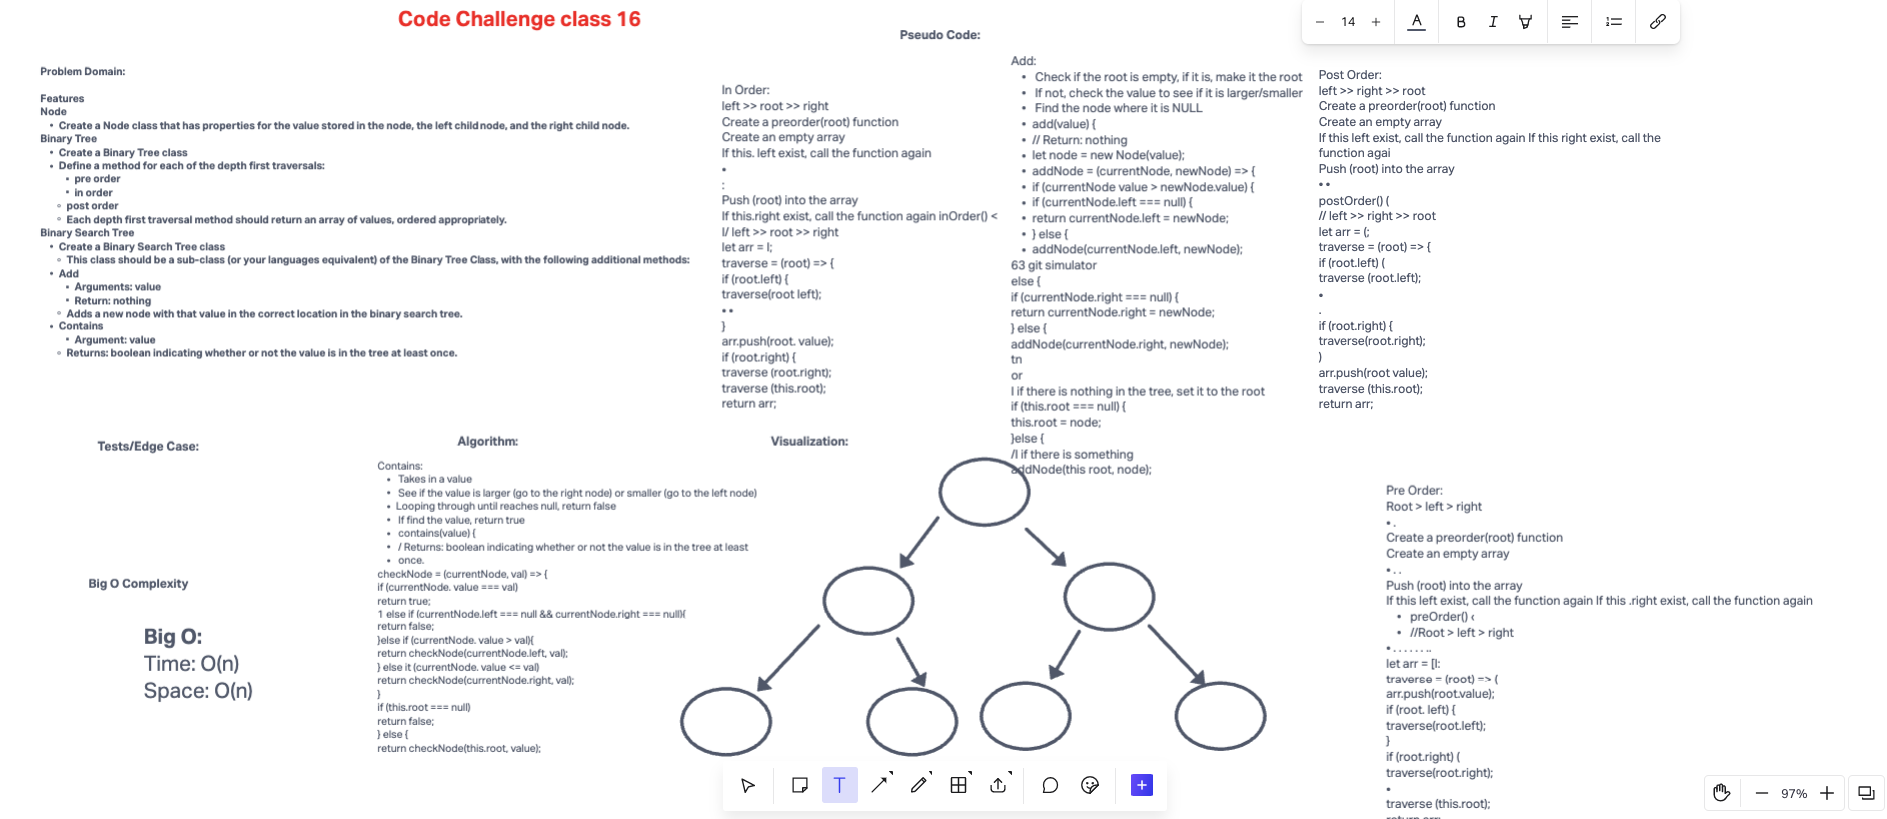 Code Challenge class 16
Problem Domain:
Features
Node
• Create a Node class that has properties for the value stored in the node, the left child node, and the right child node.
Binary Tree
• Create a Binary Tree class
• Define a method for each of the depth first traversals:
• pre order
• in order
◦ post order
◦ Each depth first traversal method should return an array of values, ordered appropriately.
Binary Search Tree
• Create a Binary Search Tree class
◦ This class should be a sub-class (or your languages equivalent) of the Binary Tree Class, with the following additional methods:
• Add
• Arguments: value
• Return: nothing
◦ Adds a new node with that value in the correct location in the binary search tree.
• Contains
• Argument: value
◦ Returns: boolean indicating whether or not the value is in the tree at least once.
Pseudo Code:
In Order:
left >> root >> right
Create a preorder(root) function
Create an empty array
If this. left exist, call the function again
•
:
Push (root) into the array
If this.right exist, call the function again inOrder() <
l/ left >> root >> right
let arr = l;
traverse = (root) => {
if (root.left) {
traverse(root left);
• •
}
arr.push(root. value);
if (root.right) {
traverse (root.right);
traverse (this.root);
return arr;
Add:
• Check if the root is empty, if it is, make it the root
• If not, check the value to see if it is larger/smaller
• Find the node where it is NULL
• add(value) {
• // Return: nothing
• let node = new Node(value);
• addNode = (currentNode, newNode) => {
• if (currentNode value > newNode.value) {
• if (currentNode.left === null) {
• return currentNode.left = newNode;
• } else {
• addNode(currentNode.left, newNode);
63 git simulator
else {
if (currentNode.right === null) {
return currentNode.right = newNode;
} else {
addNode(currentNode.right, newNode);
tn
or
I if there is nothing in the tree, set it to the root
if (this.root === null) {
this.root = node;
}else {
/I if there is something
addNode(this root, node);
14
A
B
I
Post Order:
left >> right >> root
Create a preorder(root) function
Create an empty array
If this left exist, call the function again If this right exist, call the
function agai
Push (root) into the array
• •
postOrder() (
// left >> right >> root
let arr = (;
traverse = (root) => {
if (root.left) (
traverse (root.left);
•
.
if (root.right) {
traverse(root.right);
)
arr.push(root value);
traverse (this.root);
return arr;
Tests/Edge Case:
Big O Complexity
Big O:
Time: O(n)
Space: O(n)
Algorithm:
Contains:
• Takes in a value
• See if the value is larger (go to the right node) or smaller (go to the left node)
• Looping through until reaches null, return false
• If find the value, return true
• contains(value) {
• / Returns: boolean indicating whether or not the value is in the tree at least
• once.
checkNode = (currentNode, val) => {
if (currentNode. value === val)
return true;
1 else if (currentNode.left === null && currentNode.right === null){
return false;
}else if (currentNode. value > val){
return checkNode(currentNode.left, val);
} else it (currentNode. value <= val)
return checkNode(currentNode.right, val);
}
if (this.root === null)
return false;
} else {
return checkNode(this.root, value);
Visualization:
Pre Order:
Root > left > right
• .
Create a preorder(root) function
Create an empty array
• . .
Push (root) into the array
If this left exist, call the function again If this .right exist, call the function again
• preOrder() ‹
• //Root > left > right
• . . . . . . . ..
let arr = [l:
traverse = (root) => (
arr.push(root.value);
if (root. left) {
traverse(root.left);
}
if (root.right) (
traverse(root.right);
•
traverse (this.root);
return arr;
T
97%